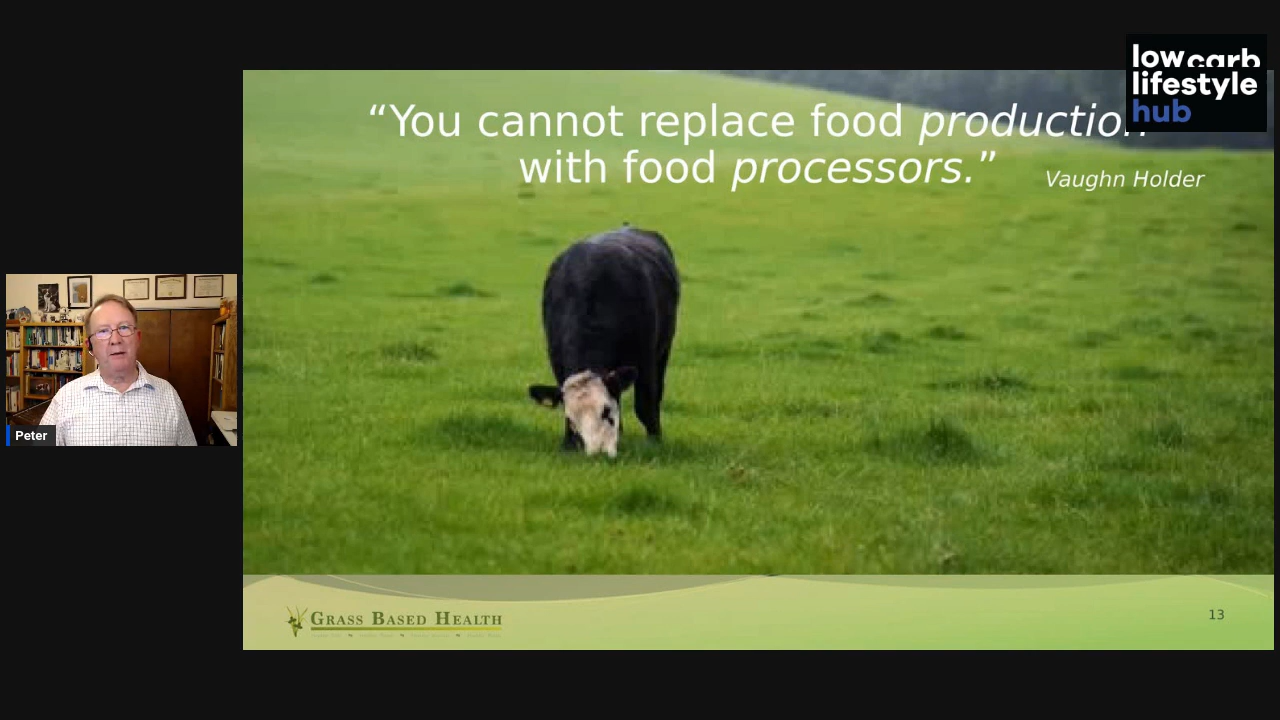 low carb
lifestyle
hub
“You cannot replace food production
with food processors.”
Vaughn Holder
Peter
GRASS BASED HEALTH
13